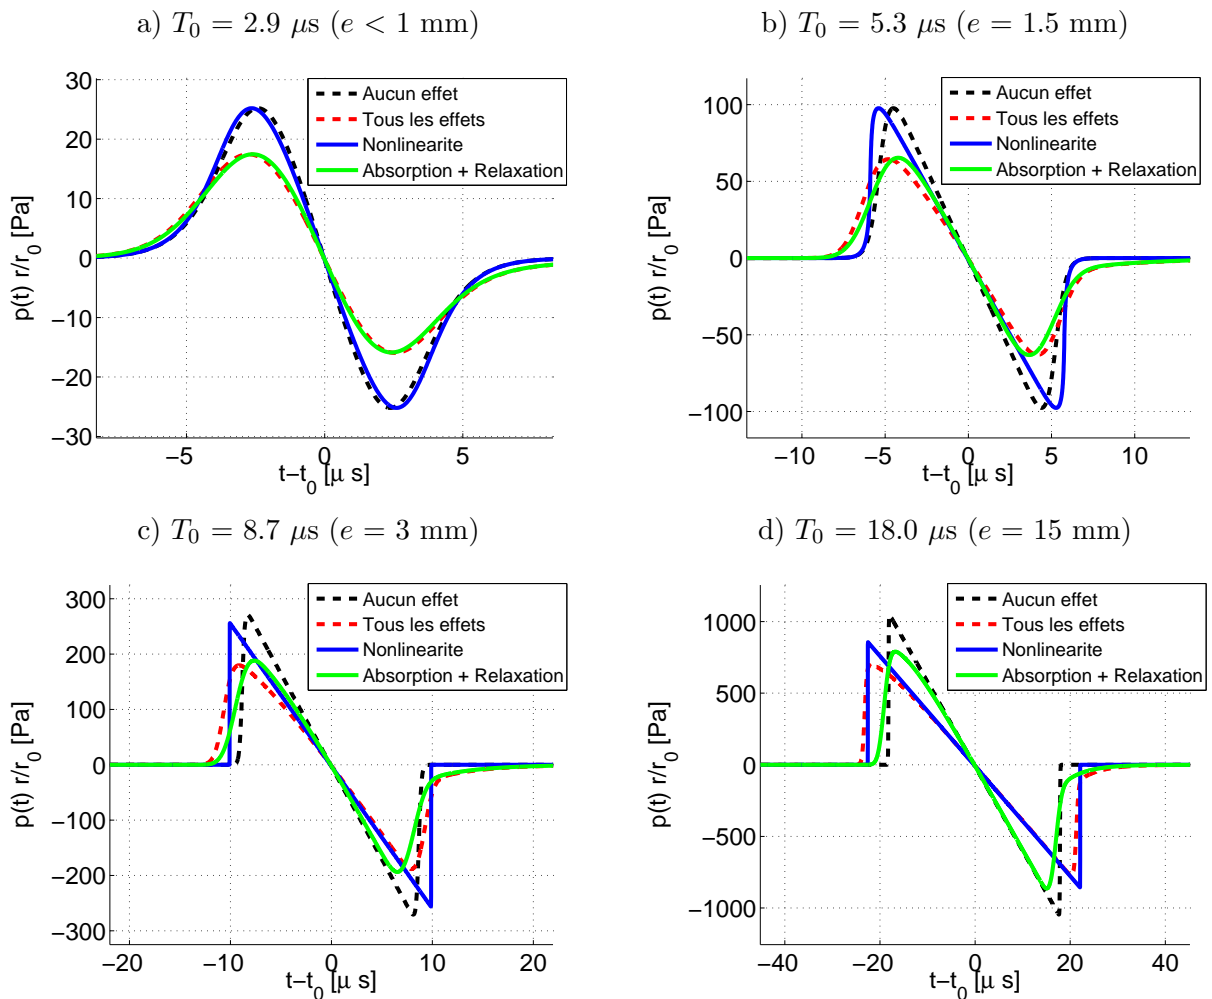 a) T₀ = 2.9 μs (e < 1 mm)
30
20
10
0
−10
−20
−30
−5
0
5
p(t) r/r₀ [Pa]
t−t₀ [μ s]
Aucun effet
Tous les effets
Nonlinearite
Absorption + Relaxation
b) T₀ = 5.3 μs (e = 1.5 mm)
100
50
0
−50
−100
−10
−5
0
5
10
p(t) r/r₀ [Pa]
t−t₀ [μ s]
Aucun effet
Tous les effets
Nonlinearite
Absorption + Relaxation
c) T₀ = 8.7 μs (e = 3 mm)
300
200
100
0
−100
−200
−300
−20
−10
0
10
20
p(t) r/r₀ [Pa]
t−t₀ [μ s]
Aucun effet
Tous les effets
Nonlinearite
Absorption + Relaxation
d) T₀ = 18.0 μs (e = 15 mm)
1000
500
0
−500
−1000
−40
−20
0
20
40
p(t) r/r₀ [Pa]
t−t₀ [μ s]
Aucun effet
Tous les effets
Nonlinearite
Absorption + Relaxation